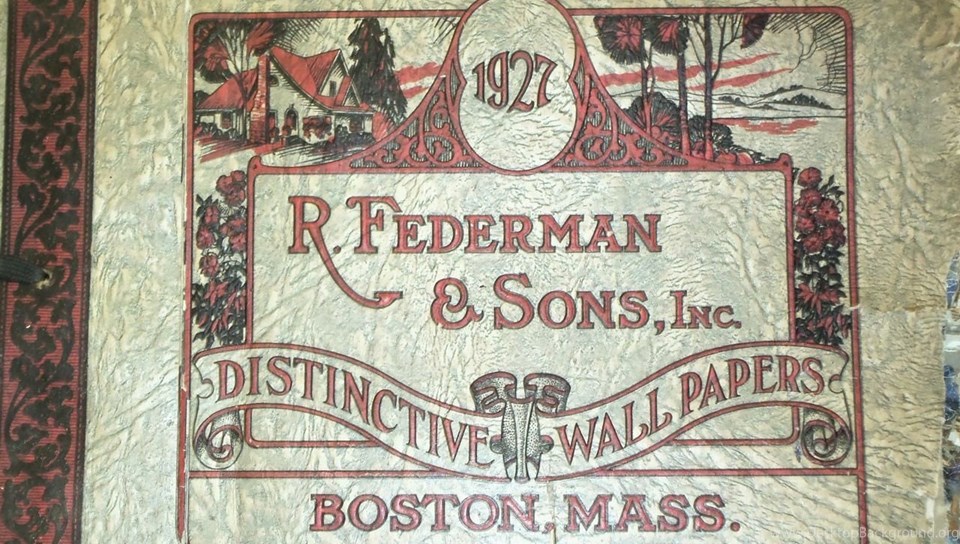 1927
R. FEDERMAN
& SONS, INC.
DISTINCTIVE WALL PAPERS
BOSTON, MASS.